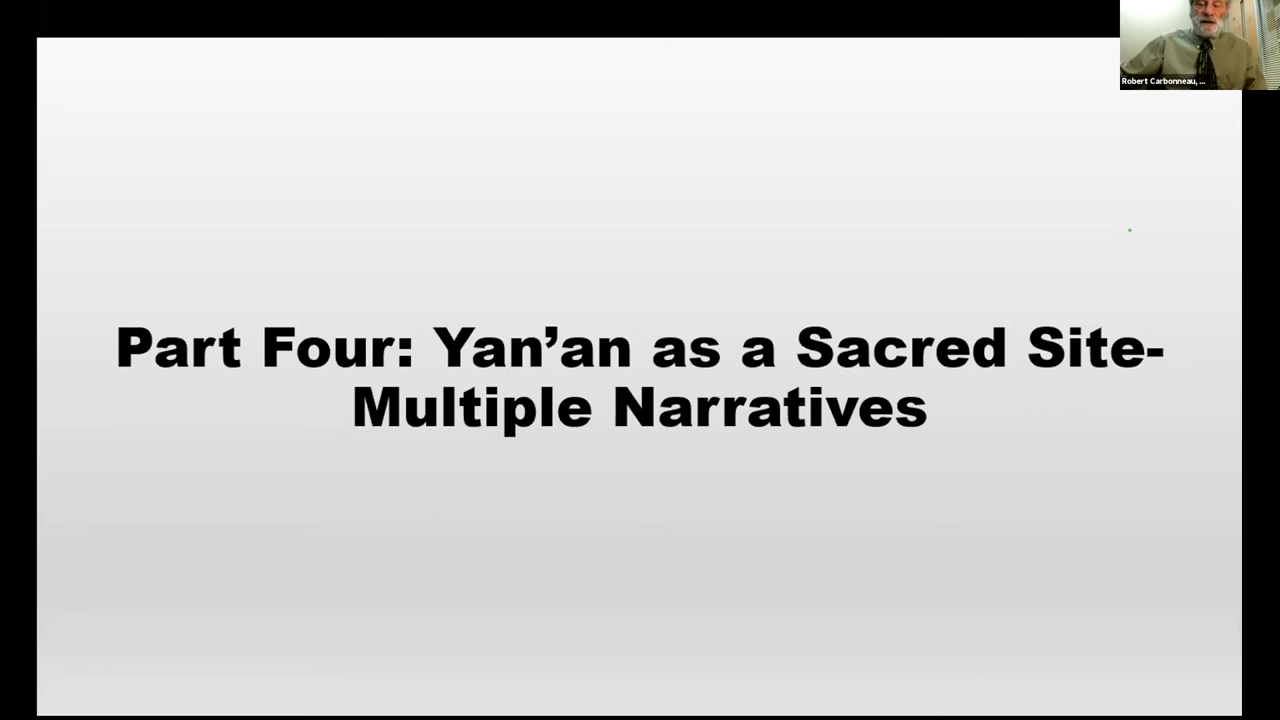 Robert Carbonneau, ...
Part Four: Yan’an as a Sacred Site-
Multiple Narratives